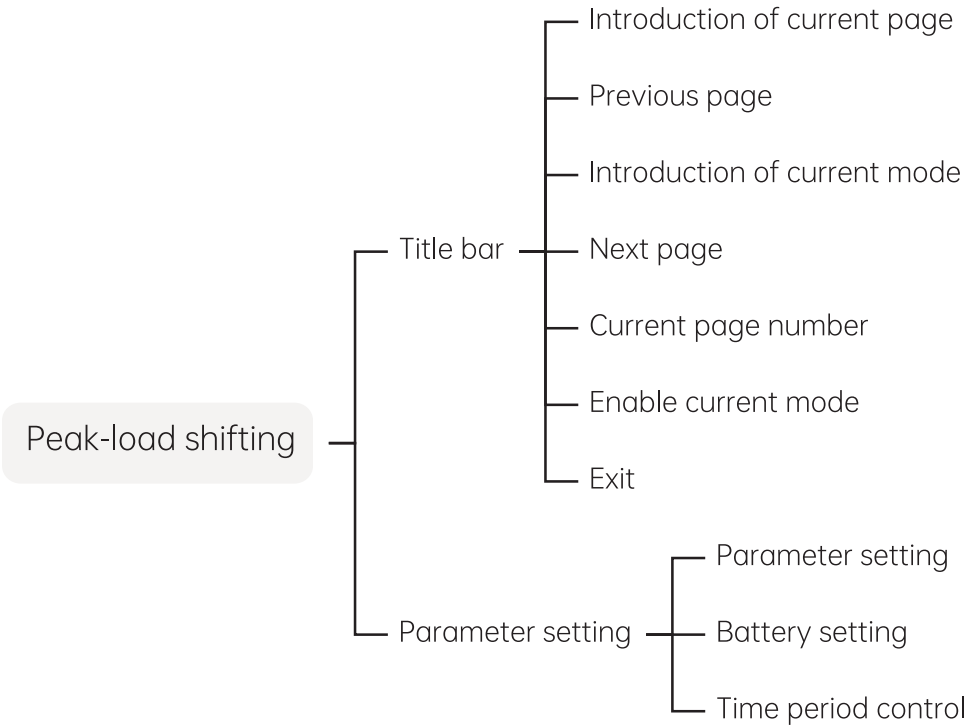 Introduction of current page
Previous page
Introduction of current mode
Title bar
Next page
Current page number
Enable current mode
Peak-load shifting
Exit
Parameter setting
Parameter setting
Battery setting
Time period control